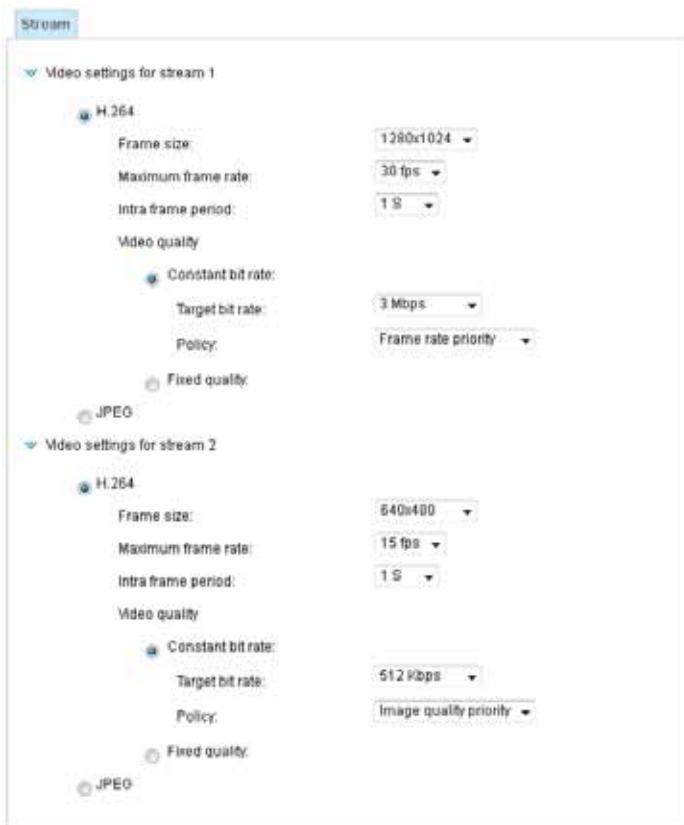 Stream
Video settings for stream 1
H.264
Frame size: 1280x1024
Maximum frame rate: 30 fps
Intra frame period: 1 S
Video quality
Constant bit rate:
Target bit rate: 3 Mbps
Policy: Frame rate priority
Fixed quality:
JPEG
Video settings for stream 2
H.264
Frame size: 640x400
Maximum frame rate: 15 fps
Intra frame period: 1 S
Video quality
Constant bit rate:
Target bit rate: 512 Kbps
Policy: Image quality priority
Fixed quality:
JPEG